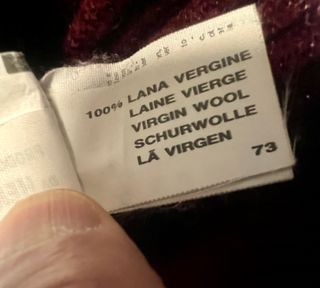 100% LANA VERGINE
LAINE VIERGE
VIRGIN WOOL
SCHURWOLLE
LÃ VIRGEN
73